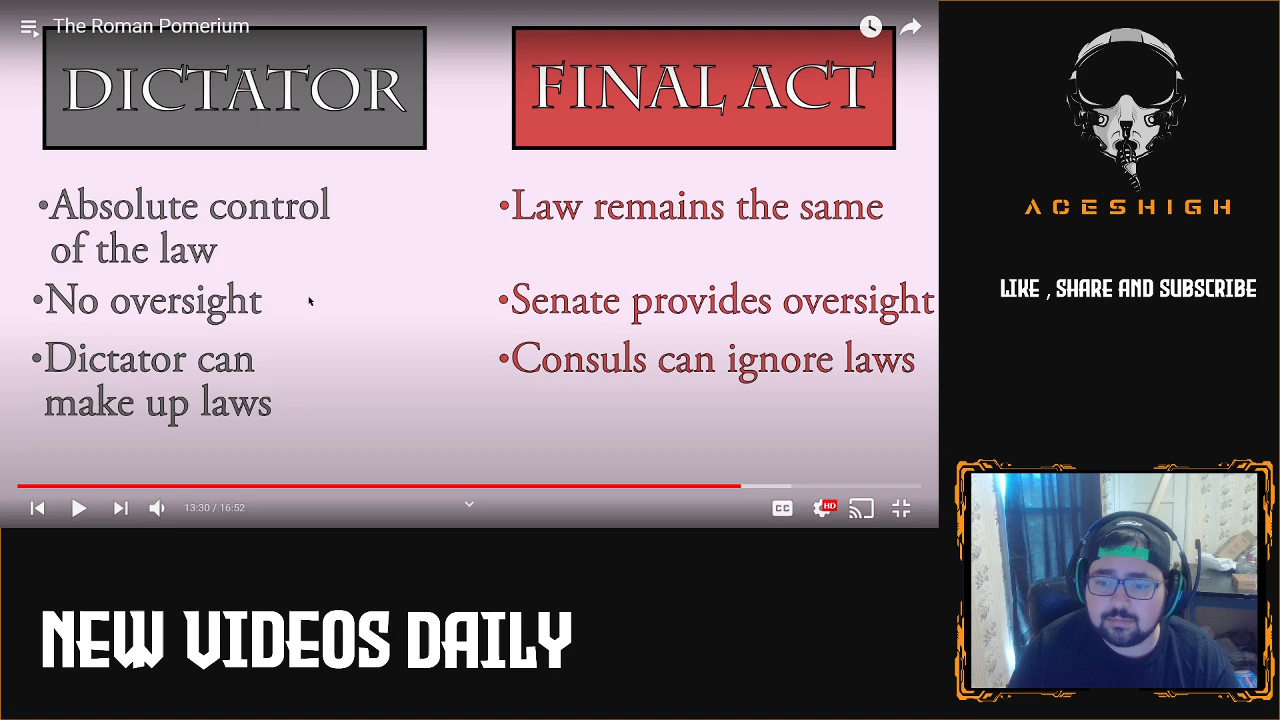 The Roman Pomerium
DICTATOR
FINAL ACT
•Absolute control
of the law
•No oversight
•Dictator can
make up laws
•Law remains the same
•Senate provides oversight
•Consuls can ignore laws
13:30 / 16:52
CC
HD
ACESHIGH
LIKE , SHARE AND SUBSCRIBE
NEW VIDEOS DAILY